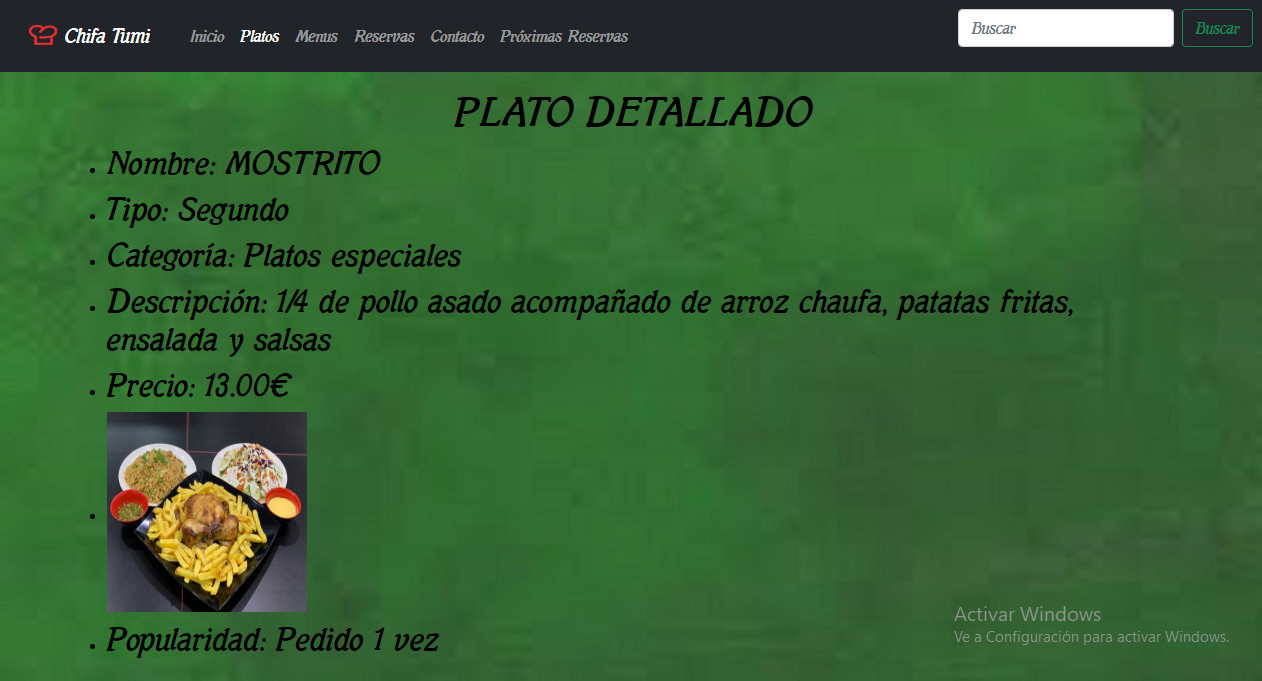 Chifa Tumi Inicio Platos Menus Reservas Contacto Próximas Reservas Buscar Buscar
PLATO DETALLADO
Nombre: MOSTRITO
Tipo: Segundo
Categoría: Platos especiales
Descripción: 1/4 de pollo asado acompañado de arroz chaufa, patatas fritas,
ensalada y salsas
Precio: 13.00€
Popularidad: Pedido 1 vez
Activar Windows
Ve a Configuración para activar Windows.